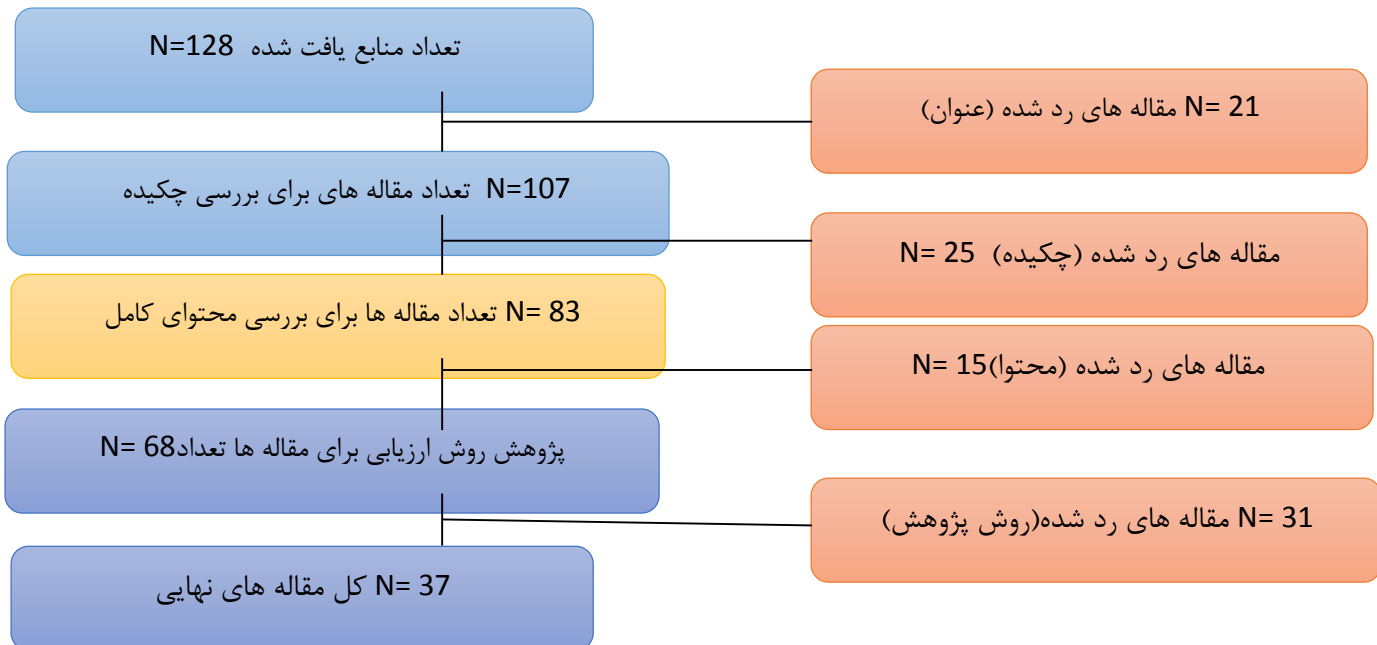 تعداد منابع یافت شده N=128
N= 21 مقاله های رد شده (عنوان)
N=107 تعداد مقاله های برای بررسی چکیده
مقاله های رد شده (چکیده) N= 25
N= 83 تعداد مقاله ها برای بررسی محتوای کامل
مقاله های رد شده (محتوا)N= 15
پژوهش روش ارزیابی برای مقاله ها تعدادN= 68
N= 31 مقاله های رد شده(روش پژوهش)
N= 37 کل مقاله های نهایی